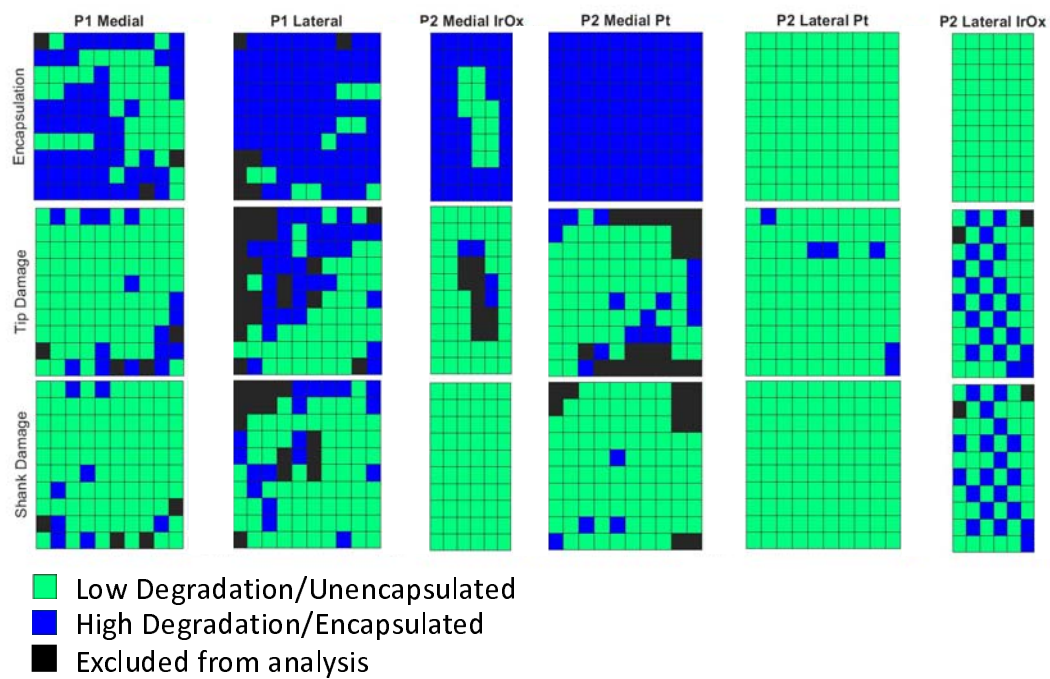 P1 Medial
P1 Lateral
P2 Medial IrOx
P2 Medial Pt
P2 Lateral Pt
P2 Lateral IrOx
Encapsulation
Tip Damage
Shank Damage
Low Degradation/Unencapsulated
High Degradation/Encapsulated
Excluded from analysis